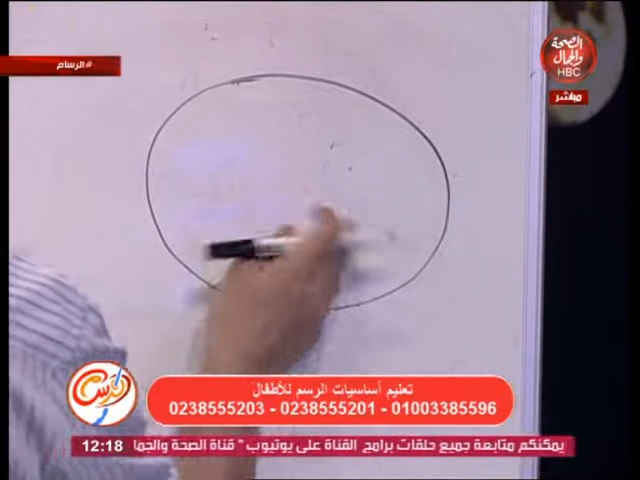 #الرسام
الصحة
والجمال
HBC
مباشر
تعليم أساسيات الرسم للأطفال
0238555203 - 0238555201 - 01003385596
يمكنكم متابعة جميع حلقات برامج القناة على يوتيوب " قناة الصحة والجما
12:18